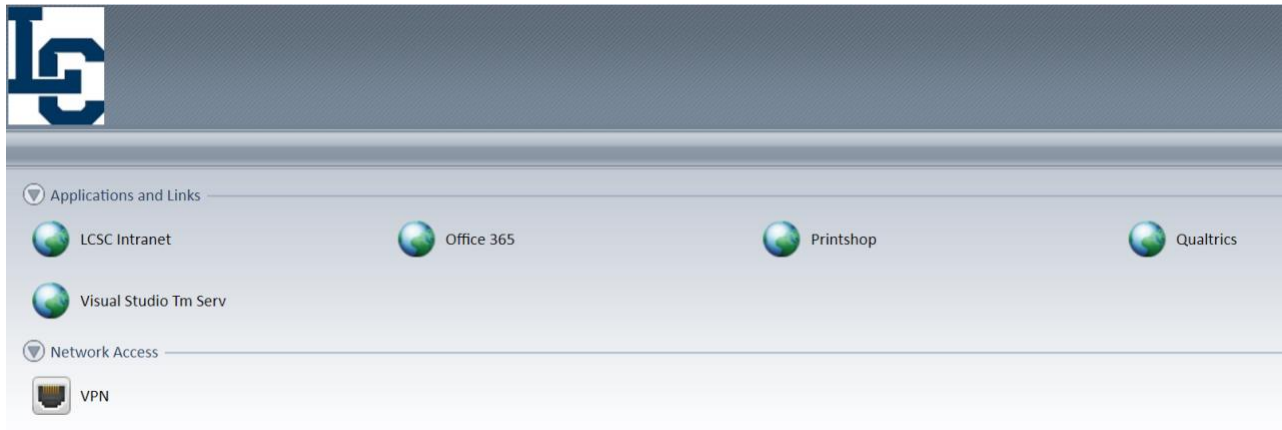 LC
Applications and Links
LCSC Intranet Office 365 Printshop Qualtrics
Visual Studio Tm Serv
Network Access
VPN